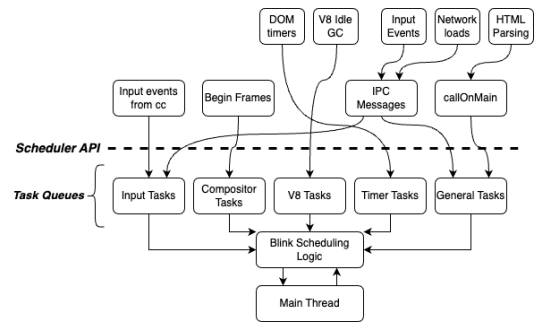 DOM
timers
V8 Idle
GC
Input
Events
Network
loads
HTML
Parsing
Input events
from cc
Begin Frames
IPC
Messages
callOnMain
Scheduler API
Task Queues
Input Tasks
Compositor
Tasks
V8 Tasks
Timer Tasks
General Tasks
Blink Scheduling
Logic
Main Thread